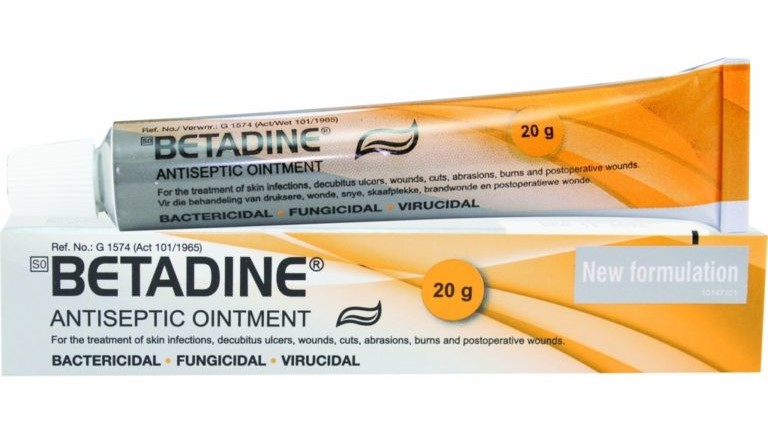 Ref. No./ Verwnr.: G 1574 (Act/Wet 101/1965)
S0 BETADINE®
ANTISEPTIC OINTMENT
20 g
For the treatment of skin infections, decubitus ulcers, wounds, cuts, abrasions, burns and postoperative wounds.
Vir die behandeling van druksere, wonde, snye, skaafplekke, brandwonde en postoperatiewe wonde.
BACTERICIDAL • FUNGICIDAL • VIRUCIDAL
Ref. No.: G 1574 (Act 101/1965)
S0 BETADINE®
20 g
New formulation
ANTISEPTIC OINTMENT
For the treatment of skin infections, decubitus ulcers, wounds, cuts, abrasions, burns and postoperative wounds.
BACTERICIDAL • FUNGICIDAL • VIRUCIDAL